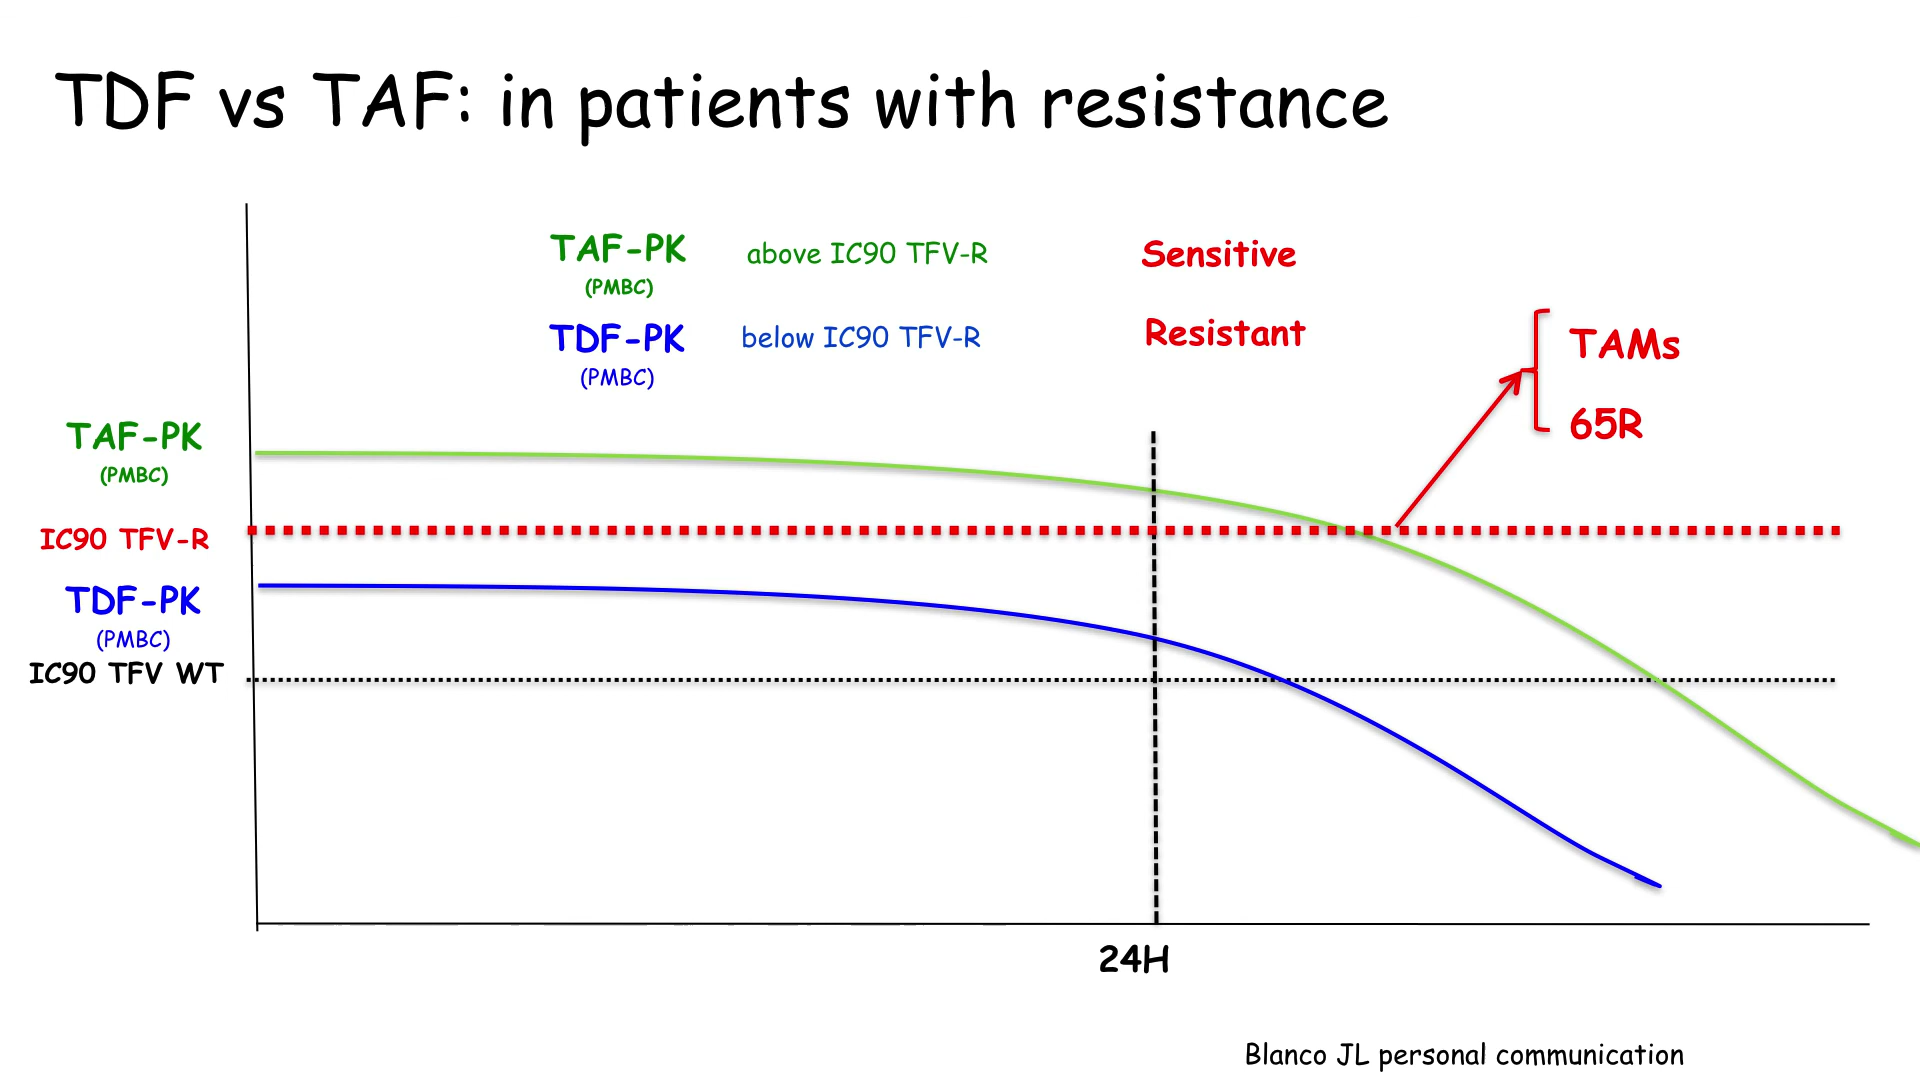 TDF vs TAF: in patients with resistance
TAF-PK above IC90 TFV-R Sensitive
(PMBC)
TDF-PK below IC90 TFV-R Resistant
(PMBC)
TAMs
65R
TAF-PK
(PMBC)
IC90 TFV-R
TDF-PK
(PMBC)
IC90 TFV WT
24H
Blanco JL personal communication